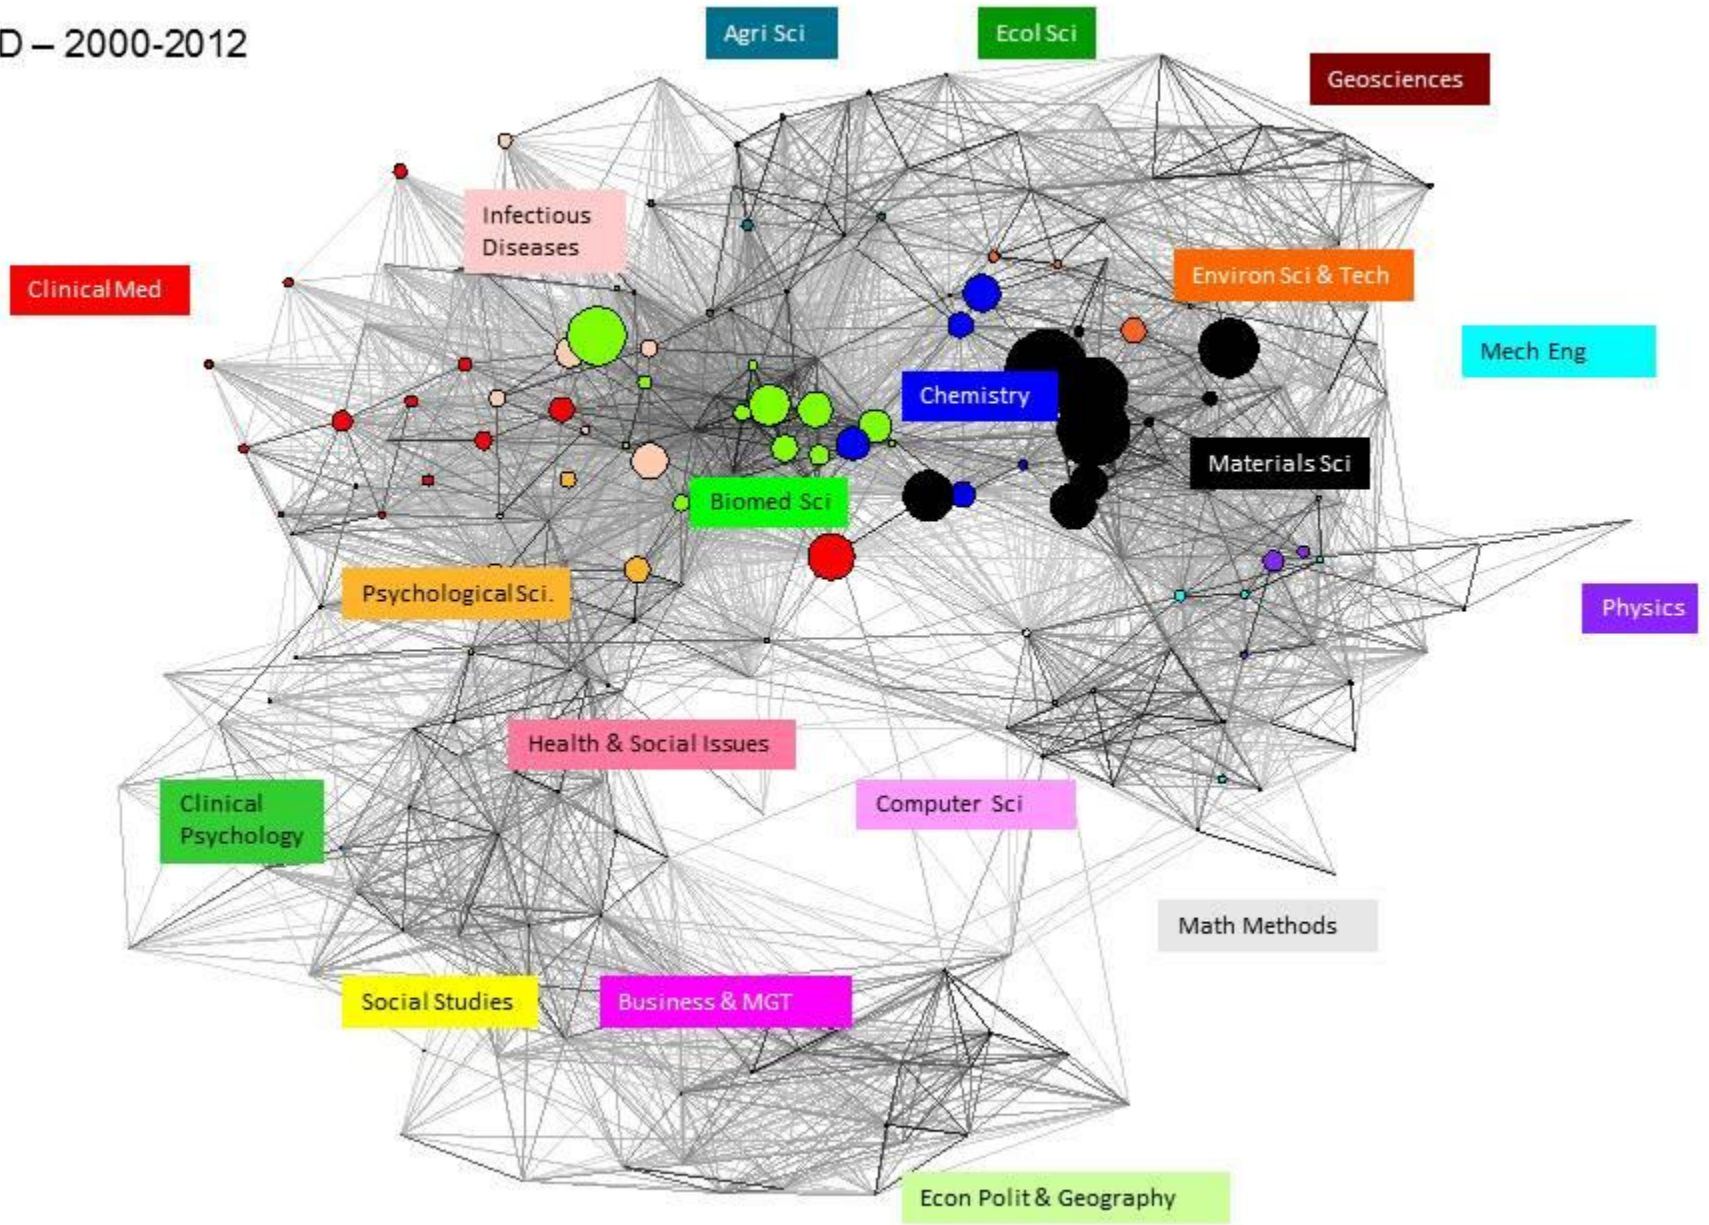 D – 2000-2012
Agri Sci
Ecol Sci
Geosciences
Infectious
Diseases
Clinical Med
Environ Sci & Tech
Mech Eng
Chemistry
Materials Sci
Biomed Sci
Psychological Sci.
Physics
Health & Social Issues
Clinical
Psychology
Computer Sci
Math Methods
Social Studies
Business & MGT
Econ Polit & Geography